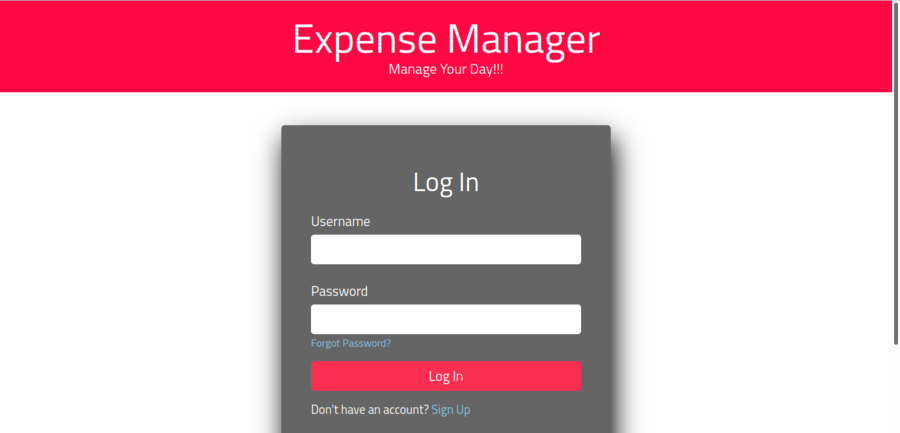 Expense Manager
Manage Your Day!!!
Log In
Username
Password
Forgot Password?
Log In
Don't have an account? Sign Up